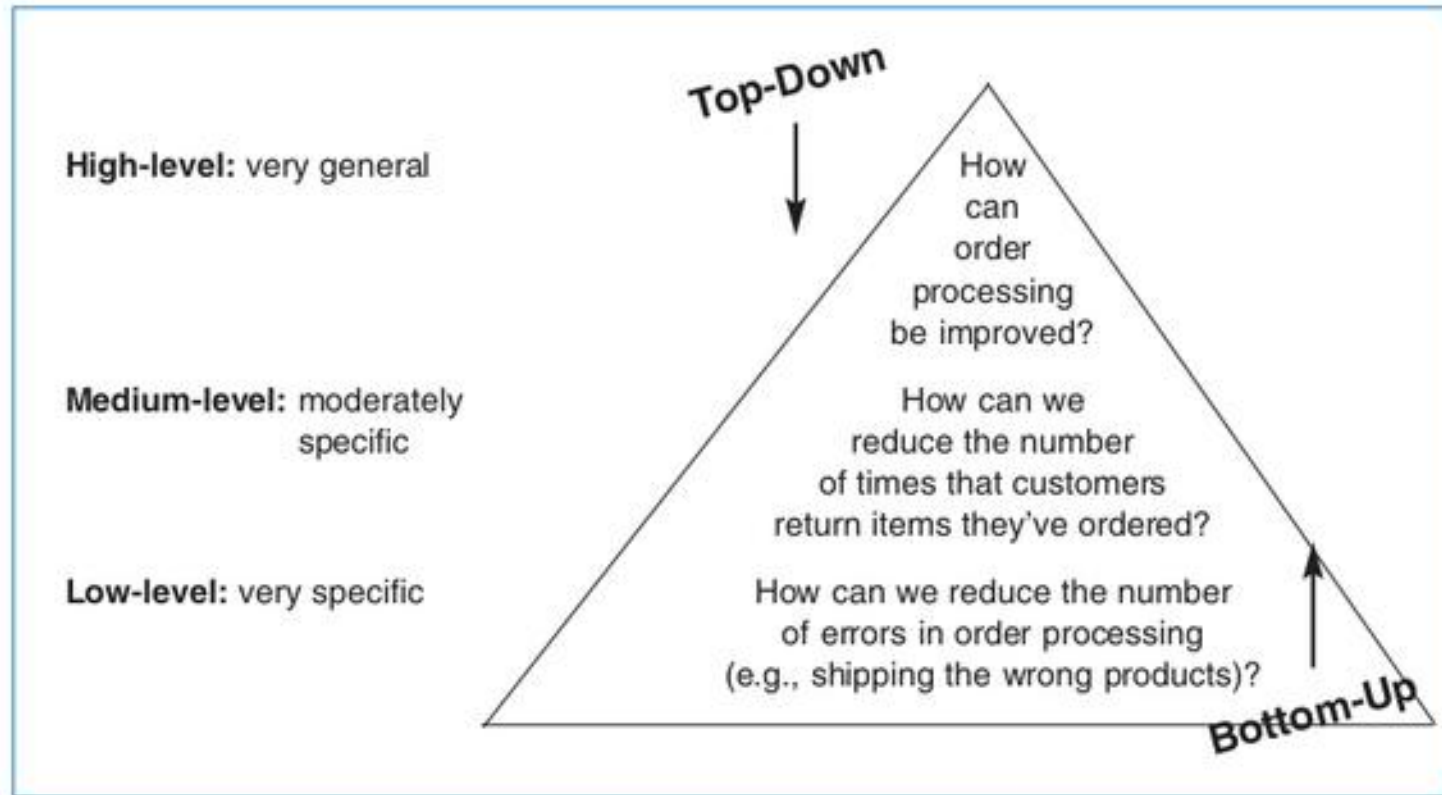 Top-Down
High-level: very general
How
can
order
processing
be improved?
Medium-level: moderately
specific
How can we
reduce the number
of times that customers
return items they've ordered?
Low-level: very specific
How can we reduce the number
of errors in order processing
(e.g., shipping the wrong products)?
Bottom-Up